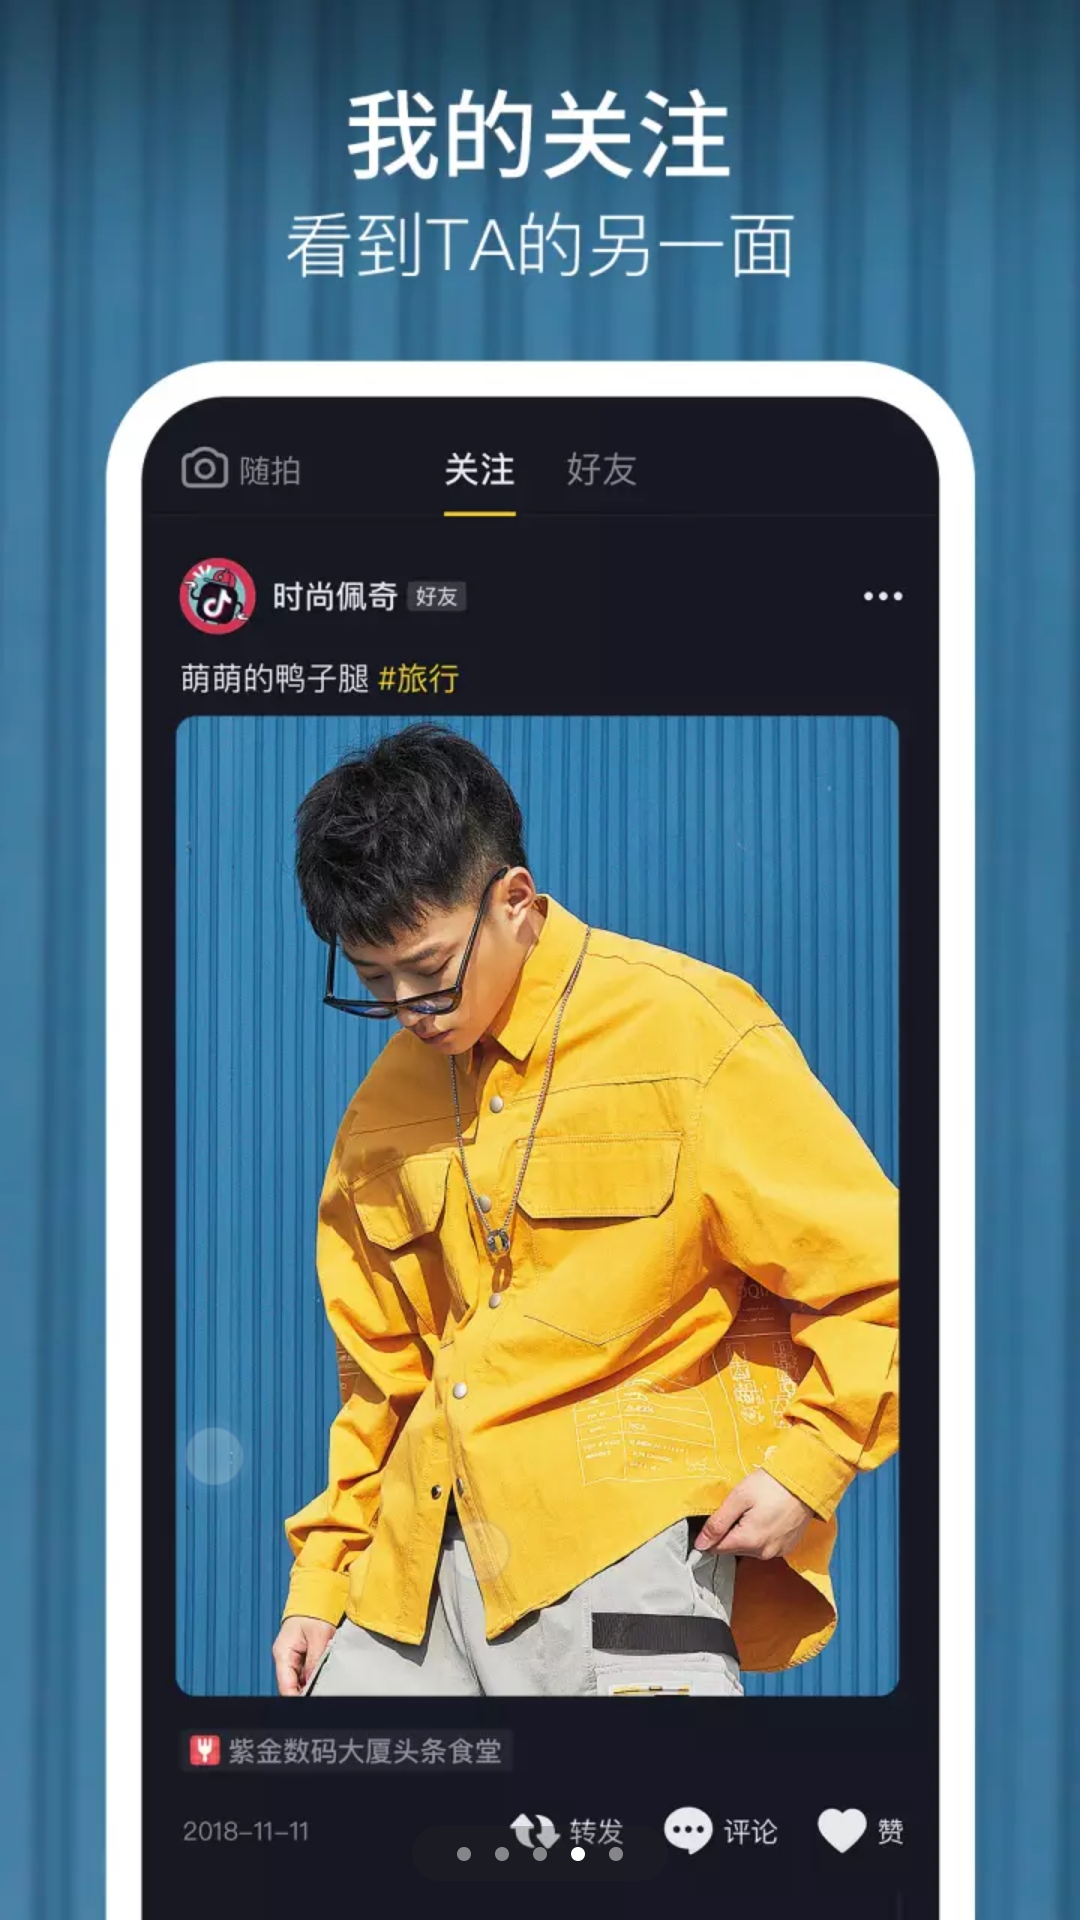 我的关注
看到TA的另一面
随拍 关注 好友
时尚佩奇 好友
萌萌的鸭子腿 #旅行
紫金数码大厦头条食堂
2018-11-11 转发 评论 赞